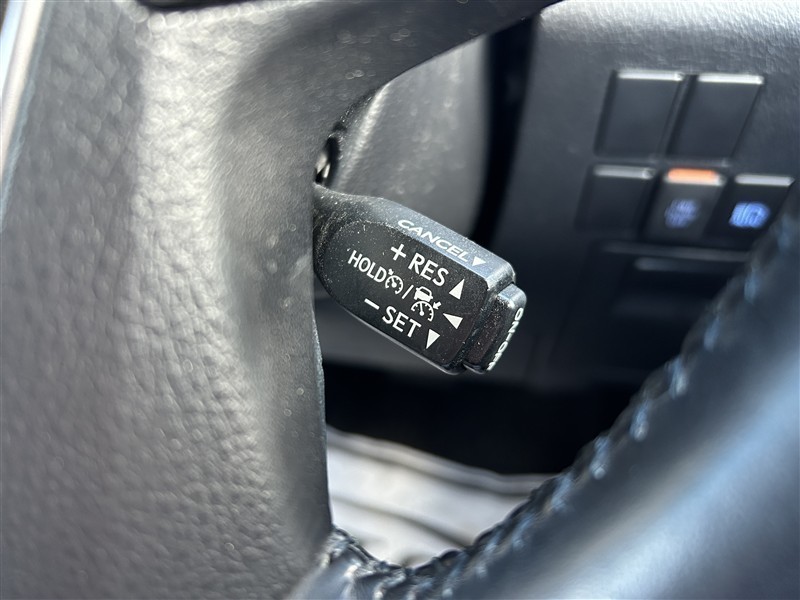 CANCEL▼
+RES▲
HOLD /
−SET▼